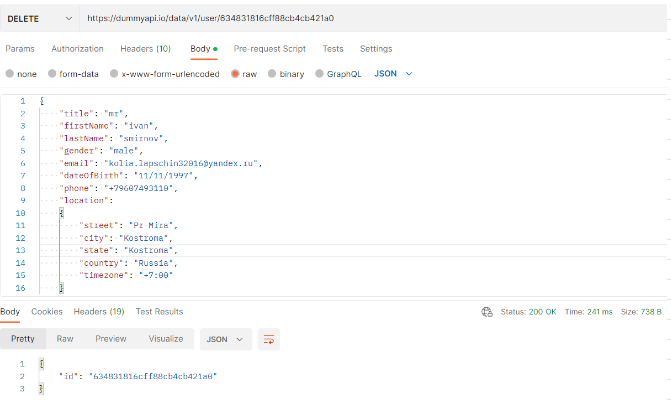 DELETE https://dummyapi.io/data/v1/user/634831816cff88cb4cb421a0
Params Authorization Headers (10) Body Pre-request Script Tests Settings
none form-data x-www-form-urlencoded raw binary GraphQL JSON
1 {
2 "title": "mr",
3 "firstName": "ivan",
4 "lastName": "smirnov",
5 "gender": "male",
6 "email": "kolia.lapschin32016@yandex.ru",
7 "dateOfBirth": "11/11/1997",
8 "phone": "+79607493110",
9 "location":
10 {
11 "street": "Pr Mira",
12 "city": "Kostroma",
13 "state": "Kostroma",
14 "country": "Russia",
15 "timezone": "+7:00"
16 }
Body Cookies Headers (19) Test Results Status: 200 OK Time: 241 ms Size: 738 B
Pretty Raw Preview Visualize JSON
1 {
2 "id": "634831816cff88cb4cb421a0"
3 }